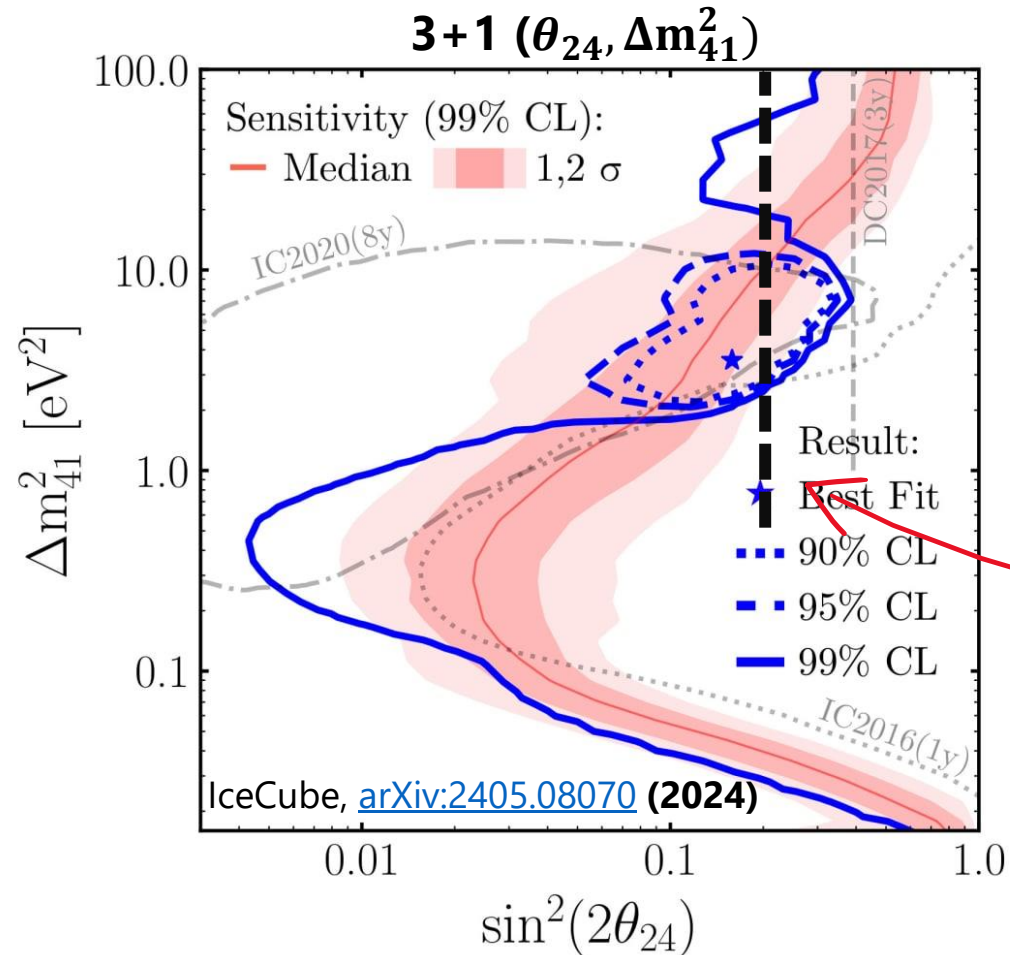 3+1 (θ₂₄, Δm²₄₁)
100.0
10.0
1.0
0.1
Δm²₄₁ [eV²]
Sensitivity (99% CL):
Median 1,2 σ
IC2020(8y)
DC2017(3y)
Result:
Best Fit
90% CL
95% CL
99% CL
IC2016(1y)
IceCube, arXiv:2405.08070 (2024)
0.01 0.1 1.0
sin²(2θ₂₄)